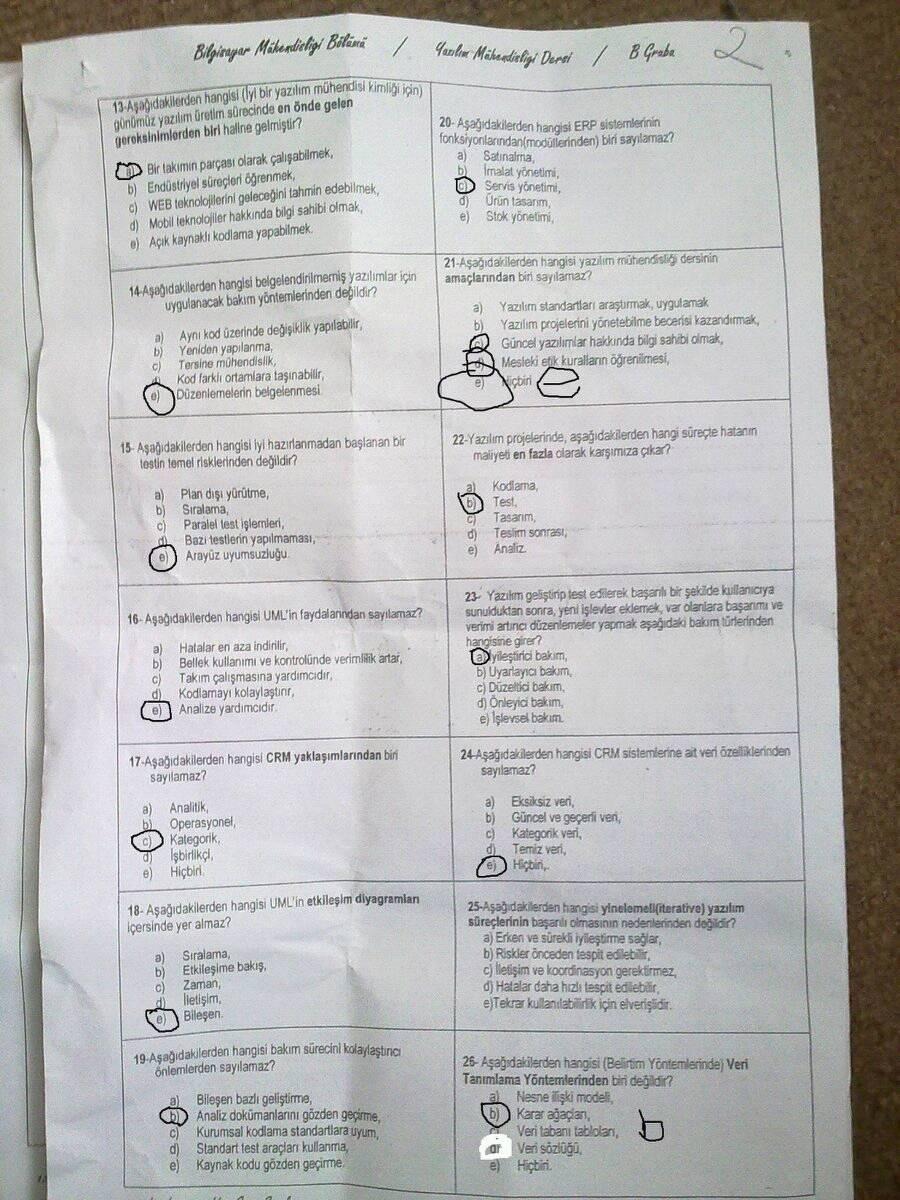 Bilgisayar Mühendisliği Bölümü / Yazılım Mühendisliği Dersi / B Grubu 2
13-Aşağıdakilerden hangisi (İyi bir yazılım mühendisi kimliği için)
günümüz yazılım üretim sürecinde en önde gelen
gereksinimlerden biri haline gelmiştir?
a) Bir takımın parçası olarak çalışabilmek,
b) Endüstriyel süreçleri öğrenmek,
c) WEB teknolojilerini geleceğini tahmin edebilmek,
d) Mobil teknolojiler hakkında bilgi sahibi olmak,
e) Açık kaynaklı kodlama yapabilmek.
14-Aşağıdakilerden hangisi belgelendirilmemiş yazılımlar için
uygulanacak bakım yöntemlerinden değildir?
a) Aynı kod üzerinde değişiklik yapılabilir,
b) Yeniden yapılanma,
c) Tersine mühendislik,
d) Kod farklı ortamlara taşınabilir,
e) Düzenlemelerin belgelenmesi.
15- Aşağıdakilerden hangisi iyi hazırlanmadan başlanan bir
testin temel risklerinden değildir?
a) Plan dışı yürütme,
b) Sıralama,
c) Paralel test işlemleri,
d) Bazı testlerin yapılmaması,
e) Arayüz uyumsuzluğu.
16- Aşağıdakilerden hangisi UML'in faydalarından sayılamaz?
a) Hatalar en aza indirilir,
b) Bellek kullanımı ve kontrolünde verimlilik artar,
c) Takım çalışmasına yardımcıdır,
d) Kodlamayı kolaylaştırır,
e) Analize yardımcıdır.
17-Aşağıdakilerden hangisi CRM yaklaşımlarından biri
sayılamaz?
a) Analitik,
b) Operasyonel,
c) Kategorik,
d) İşbirlikçi,
e) Hiçbiri.
18- Aşağıdakilerden hangisi UML'in etkileşim diyagramları
içersinde yer almaz?
a) Sıralama,
b) Etkileşime bakış,
c) Zaman,
d) İletişim,
e) Bileşen.
19-Aşağıdakilerden hangisi bakım sürecini kolaylaştırıcı
önlemlerden sayılamaz?
a) Bileşen bazlı geliştirme,
b) Analiz dokümanlarını gözden geçirme,
c) Kurumsal kodlama standartlara uyum,
d) Standart test araçları kullanma,
e) Kaynak kodu gözden geçirme.
20- Aşağıdakilerden hangisi ERP sistemlerinin
fonksiyonlarından(modüllerinden) biri sayılamaz?
a) Satınalma,
b) İmalat yönetimi,
c) Servis yönetimi,
d) Ürün tasarım,
e) Stok yönetimi,
21-Aşağıdakilerden hangisi yazılım mühendisliği dersinin
amaçlarından biri sayılamaz?
a) Yazılım standartları araştırmak, uygulamak
b) Yazılım projelerini yönetebilme becerisi kazandırmak,
c) Güncel yazılımlar hakkında bilgi sahibi olmak,
d) Mesleki etik kuralların öğrenilmesi,
e) Hiçbiri
22-Yazılım projelerinde, aşağıdakilerden hangi süreçte hatanın
maliyeti en fazla olarak karşımıza çıkar?
a) Kodlama,
b) Test,
c) Tasarım,
d) Teslim sonrası,
e) Analiz.
23- Yazılım geliştirip test edilerek başarılı bir şekilde kullanıcıya
sunulduktan sonra, yeni işlevler eklemek, var olanlara başarımı ve
verimi artırıcı düzenlemeler yapmak aşağıdaki bakım türlerinden
hangisine girer?
a) İyileştirici bakım,
b) Uyarlayıcı bakım,
c) Düzeltici bakım,
d) Önleyici bakım,
e) İşlevsel bakım.
24-Aşağıdakilerden hangisi CRM sistemlerine ait veri özelliklerinden
sayılamaz?
a) Eksiksiz veri,
b) Güncel ve geçerli veri,
c) Kategorik veri,
d) Temiz veri,
e) Hiçbiri,.
25-Aşağıdakilerden hangisi yinelemeli(iterative) yazılım
süreçlerinin başarılı olmasının nedenlerinden değildir?
a) Erken ve sürekli iyileştirme sağlar,
b) Riskler önceden tespit edilebilir,
c) İletişim ve koordinasyon gerektirmez,
d) Hatalar daha hızlı tespit edilebilir,
e)Tekrar kullanılabilirlik için elverişlidir.
26- Aşağıdakilerden hangisi (Belirtim Yöntemlerinde) Veri
Tanımlama Yöntemlerinden biri değildir?
a) Nesne ilişki modeli,
b) Karar ağaçları,
Veri tabanı tabloları, b
Veri sözlüğü,
e) Hiçbiri.